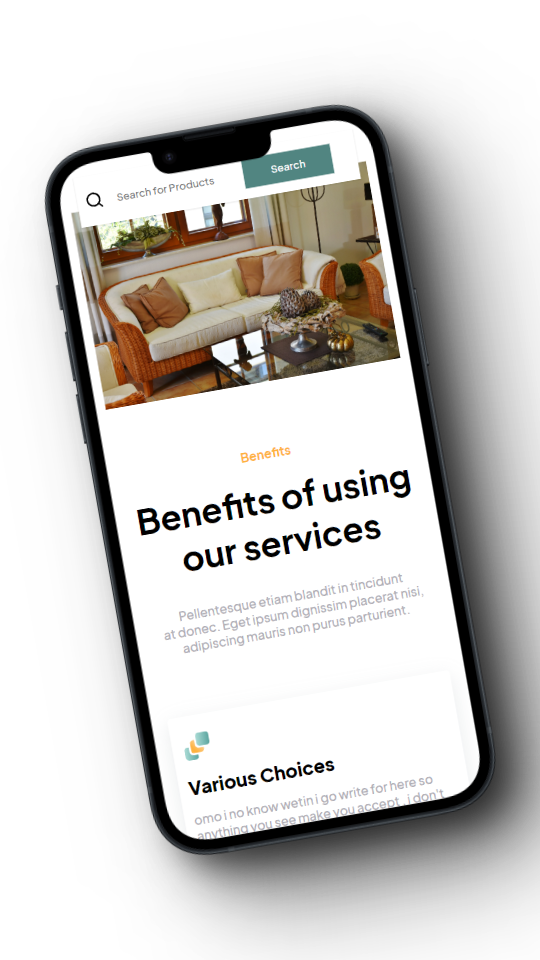 Search for Products
Search
Benefits
Benefits of using
our services
Pellentesque etiam blandit in tincidunt
at donec. Eget ipsum dignissim placerat nisi,
adipiscing mauris non purus parturient.
Various Choices
omo i no know wetin i go write for here so
anything you see make you accept , i don't